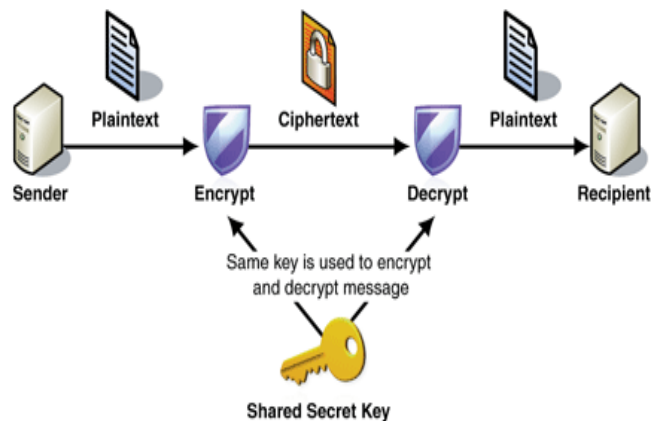 Plaintext
Ciphertext
Plaintext
Sender
Encrypt
Decrypt
Recipient
Same key is used to encrypt
and decrypt message
Shared Secret Key